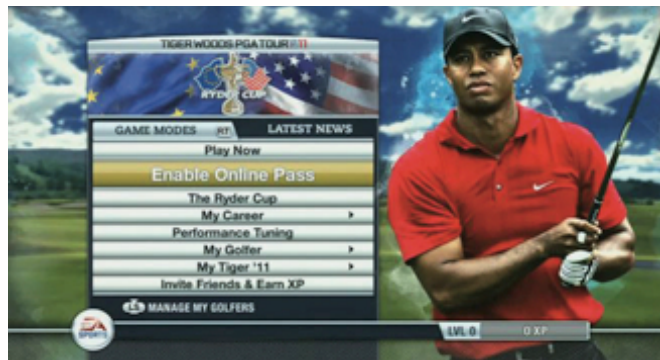 TIGER WOODS PGA TOUR 11
RYDER CUP
GAME MODES RT LATEST NEWS
Play Now
Enable Online Pass
The Ryder Cup
My Career
Performance Tuning
My Golfer
My Tiger '11
Invite Friends & Earn XP
LS MANAGE MY GOLFERS
EA
SPORTS
LVL 0 0 XP